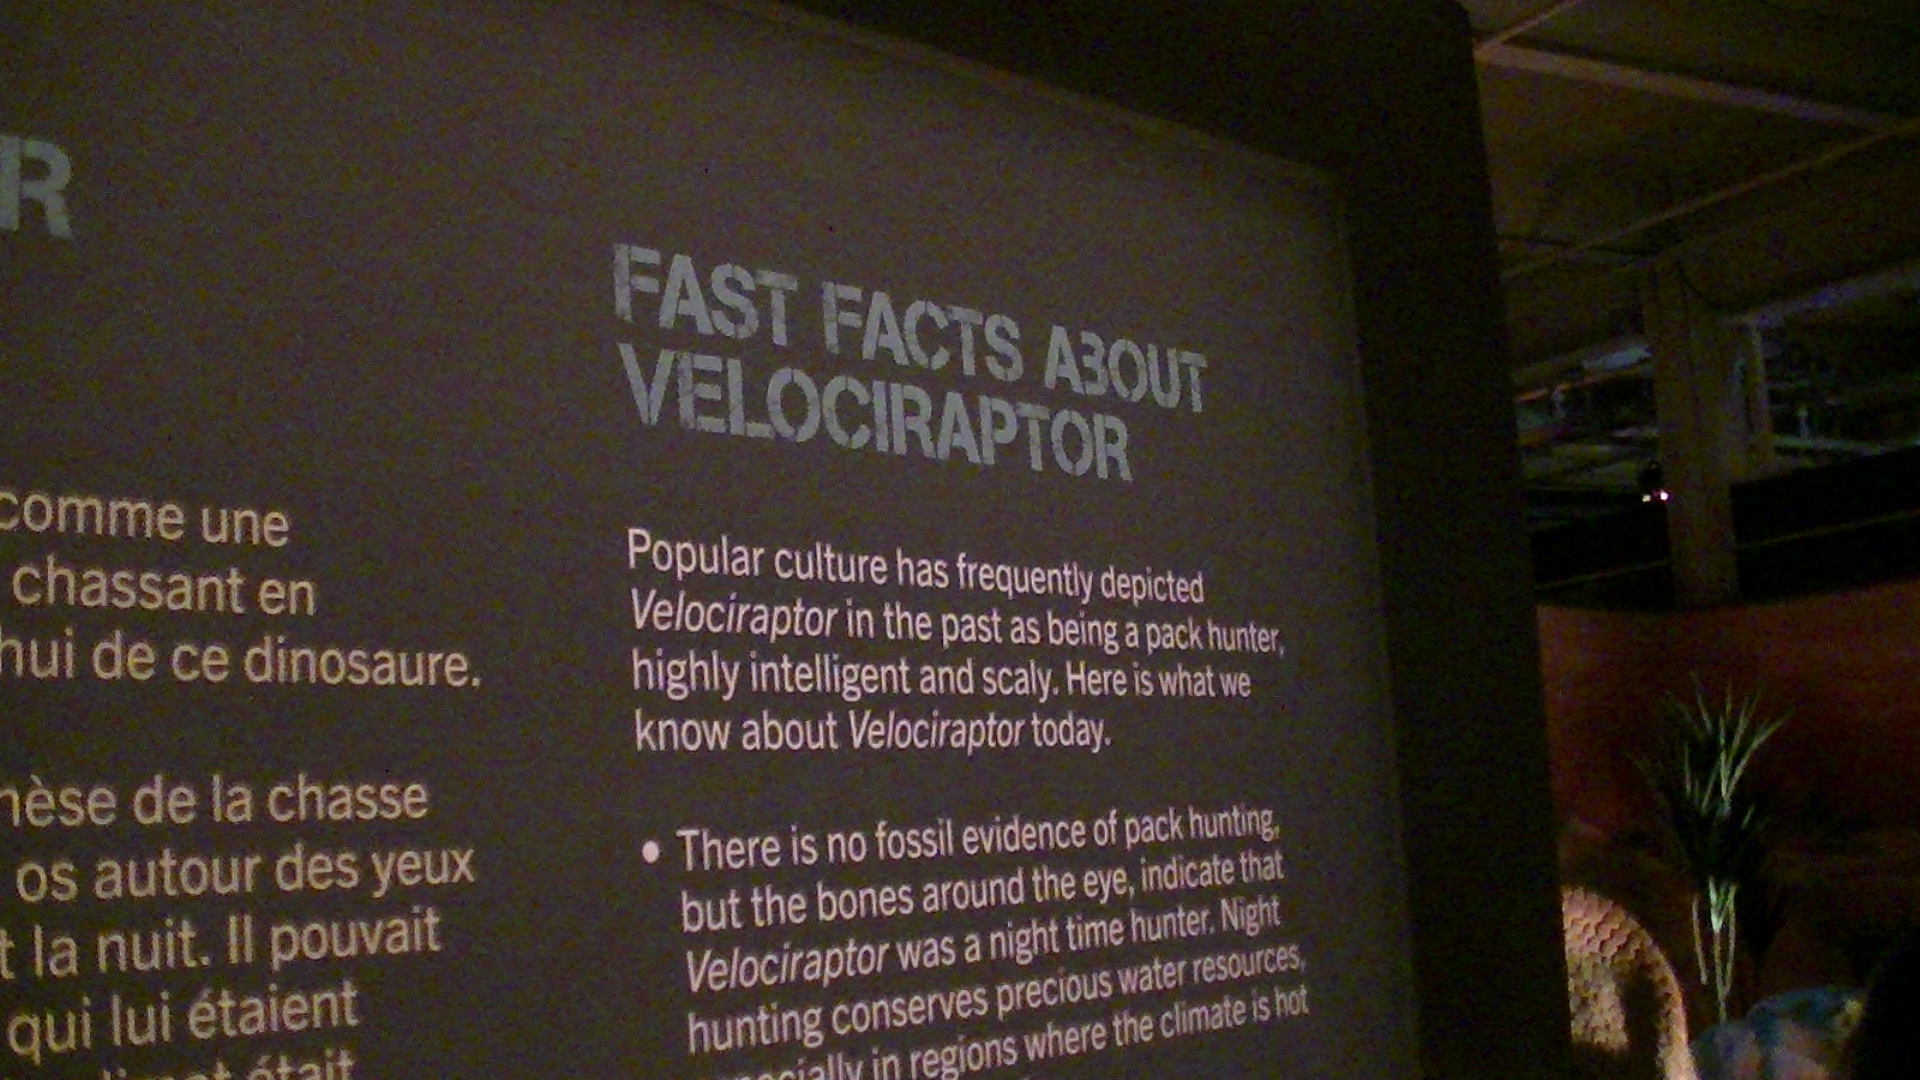 R
comme une
chassant en
hui de ce dinosaure.
hèse de la chasse
os autour des yeux
t la nuit. Il pouvait
qui lui étaient
était
FAST FACTS ABOUT
VELOCIRAPTOR
Popular culture has frequently depicted
Velociraptor in the past as being a pack hunter,
highly intelligent and scaly. Here is what we
know about Velociraptor today.
• There is no fossil evidence of pack hunting,
but the bones around the eye, indicate that
Velociraptor was a night time hunter. Night
hunting conserves precious water resources,
especially in regions where the climate is hot